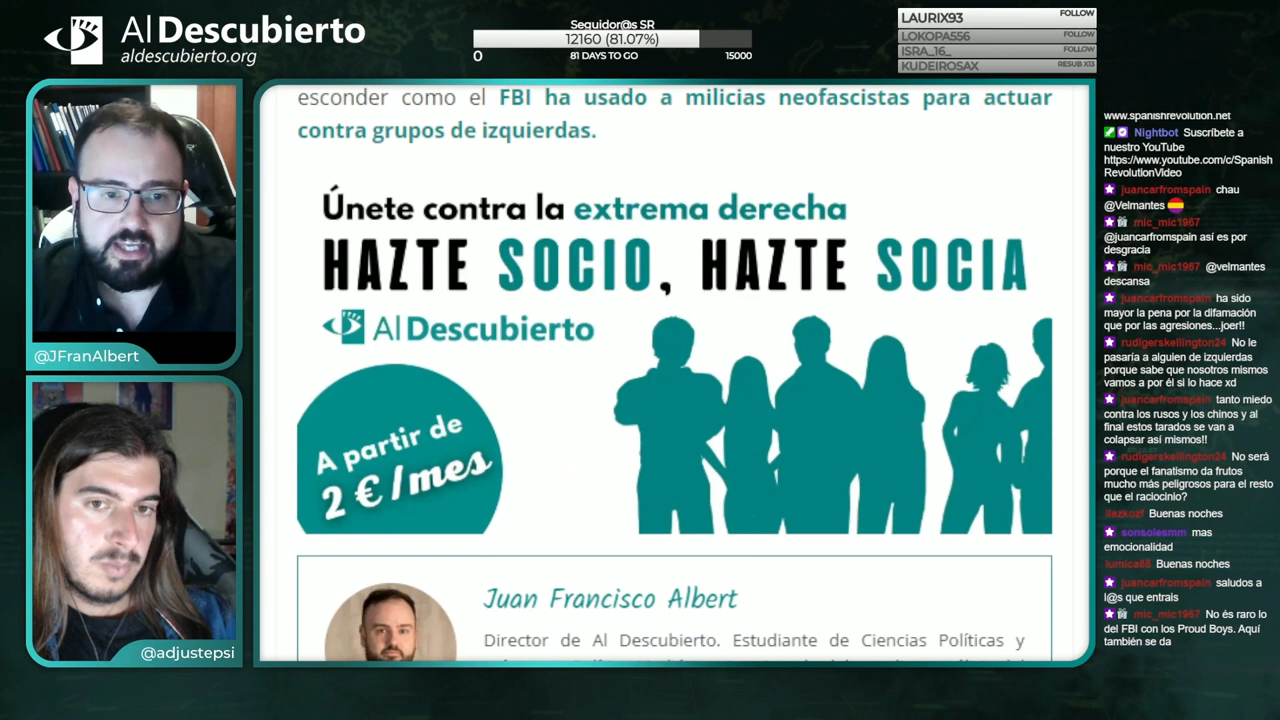 Al Descubierto
aldescubierto.org
Seguidor@s SR
12160 (81.07%)
0
81 DAYS TO GO
15000
LAURIX93 FOLLOW
LOKOPA556 FOLLOW
ISRA_16_ FOLLOW
KUDEIROSAX RESUB X13
@JFranAlbert
@adjustepsi
esconder como el FBI ha usado a milicias neofascistas para actuar
contra grupos de izquierdas.
Únete contra la extrema derecha
HAZTE SOCIO, HAZTE SOCIA
Al Descubierto
A partir de
2 €/mes
Juan Francisco Albert
Director de Al Descubierto. Estudiante de Ciencias Políticas y
www.spanishrevolution.net
Nightbot Suscríbete a
nuestro YouTube
https://www.youtube.com/c/Spanish
RevolutionVideo
juancarfromspain chau
@Velmantes
mic_mic1967
@juancarfromspain así es por
desgracia
mic_mic1967 @velmantes
descansa
juancarfromspain ha sido
mayor la pena por la difamación
que por las agresiones...joer!!
rudigerskellington24 No le
pasaría a alguien de izquierdas
porque sabe que nosotros mismos
vamos a por él si lo hace xd
juancarfromspain tanto miedo
contra los rusos y los chinos y al
final estos tarados se van a
colapsar así mismos!!
rudigerskellington24 No será
porque el fanatismo da frutos
mucho más peligrosos para el resto
que el raciocinio?
Buenas noches
sonsolesmm mas
emocionalidad
lumica88 Buenas noches
juancarfromspain saludos a
l@s que entrais
mic_mic1967 No és raro lo
del FBI con los Proud Boys. Aquí
también se da